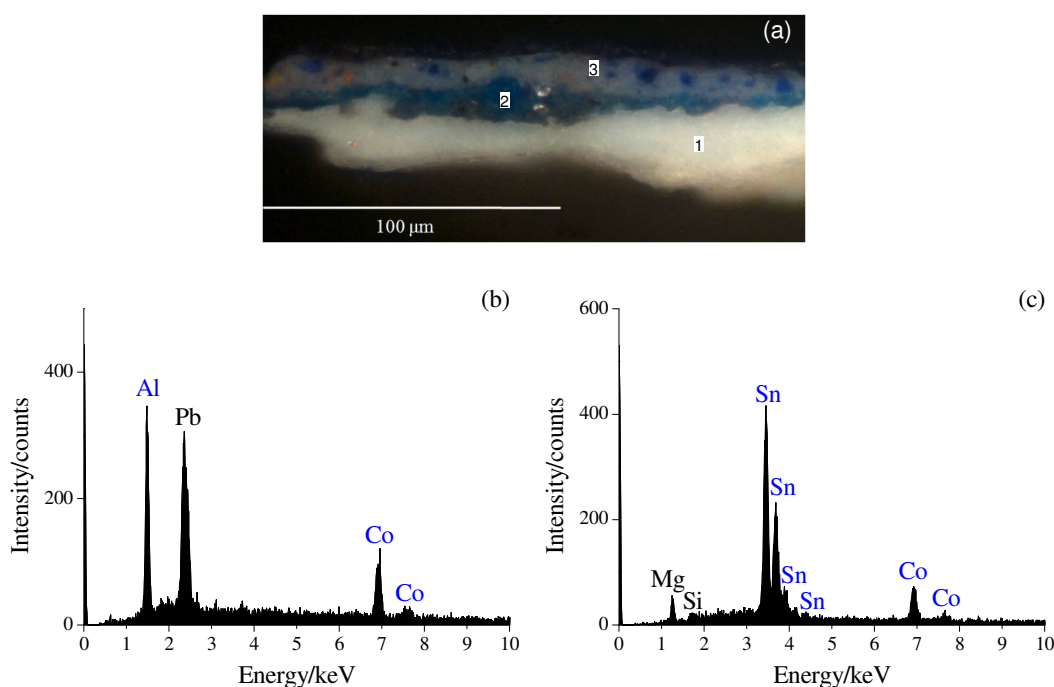 (a)
3
2
1
100 μm
(b)
Intensity/counts
400
200
0
Al
Pb
Co
Co
0 1 2 3 4 5 6 7 8 9 10
Energy/keV
(c)
Intensity/counts
600
400
200
0
Mg
Si
Sn
Sn
Sn
Sn
Co
Co
0 1 2 3 4 5 6 7 8 9 10
Energy/keV